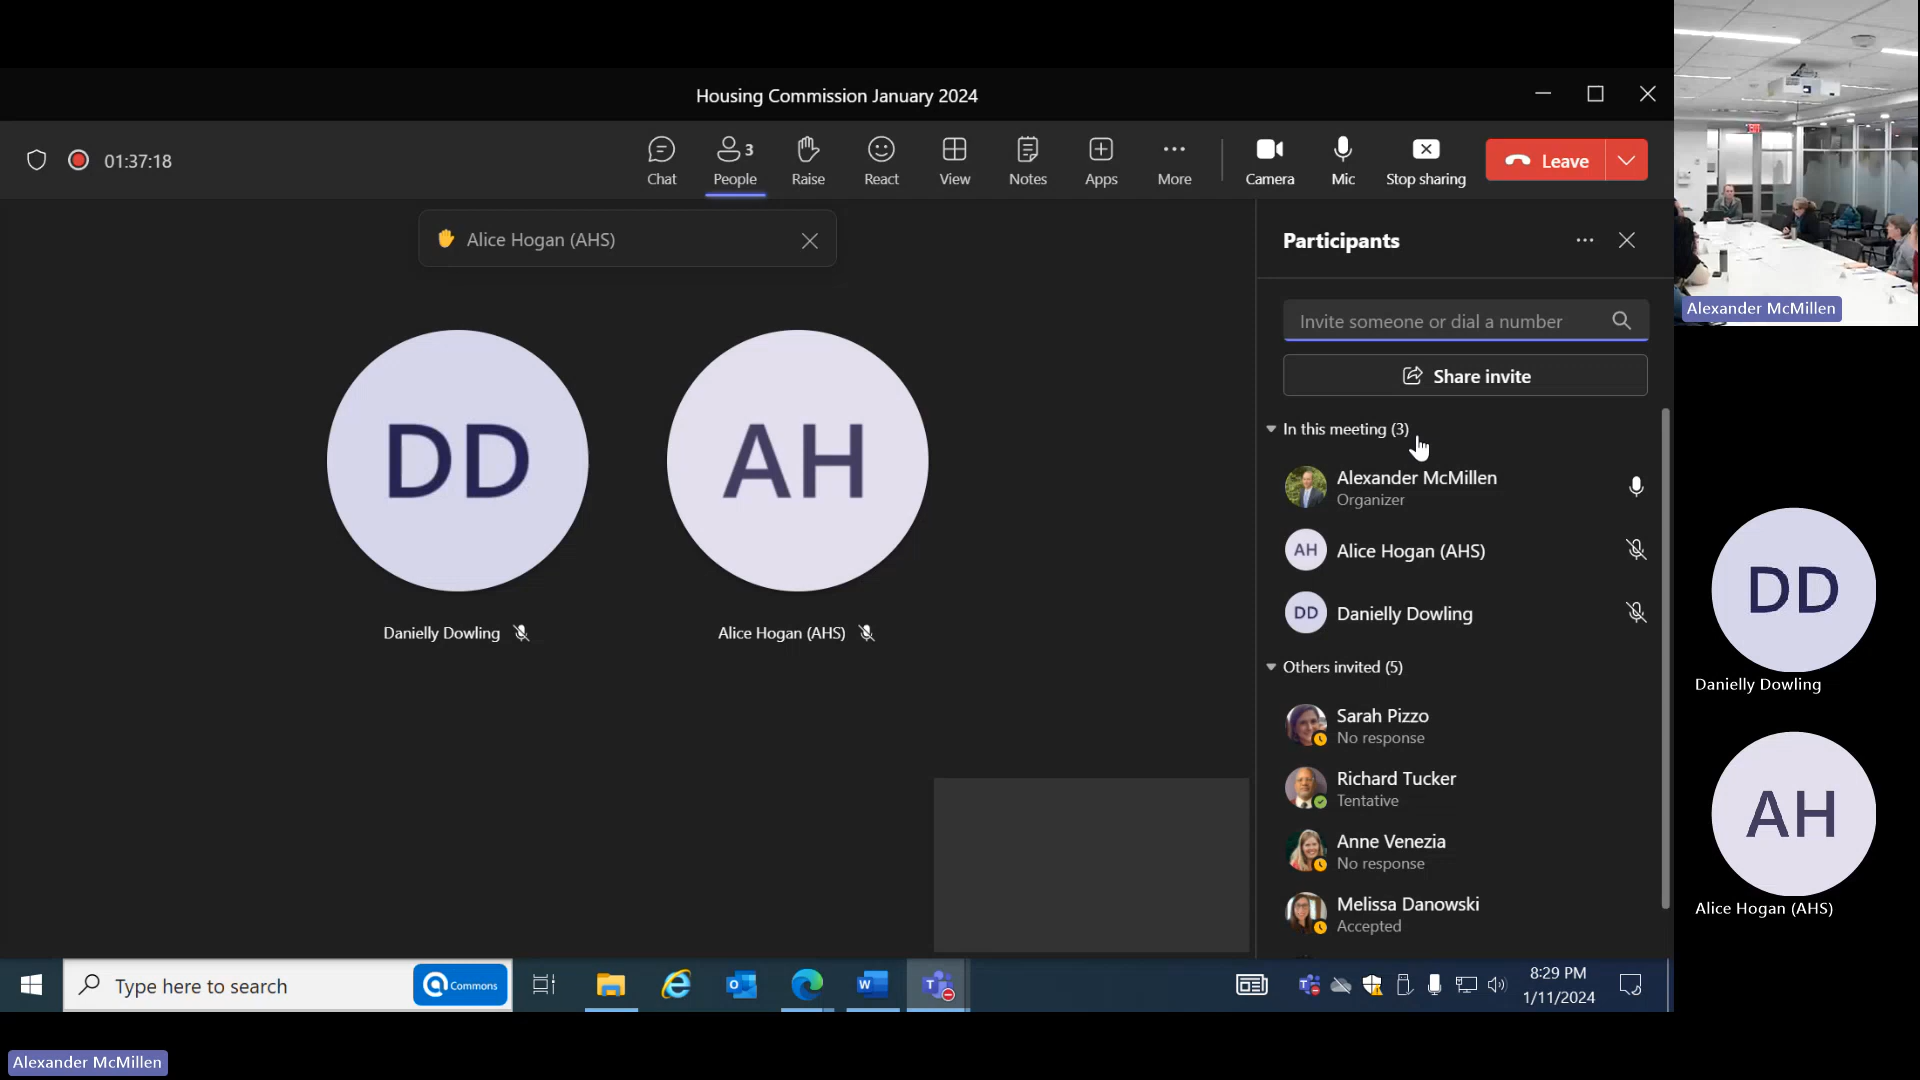 Housing Commission January 2024
01:37:18
Chat
People
3
Raise
React
View
Notes
Apps
More
Camera
Mic
Stop sharing
Leave
Alice Hogan (AHS)
DD
AH
Danielly Dowling
Alice Hogan (AHS)
Participants
Invite someone or dial a number
Share invite
In this meeting (3)
Alexander McMillen
Organizer
AH
Alice Hogan (AHS)
DD
Danielly Dowling
Others invited (5)
Sarah Pizzo
No response
Richard Tucker
Tentative
Anne Venezia
No response
Melissa Danowski
Accepted
EXIT
Alexander McMillen
DD
Danielly Dowling
AH
Alice Hogan (AHS)
Type here to search
Commons
8:29 PM
1/11/2024
Alexander McMillen